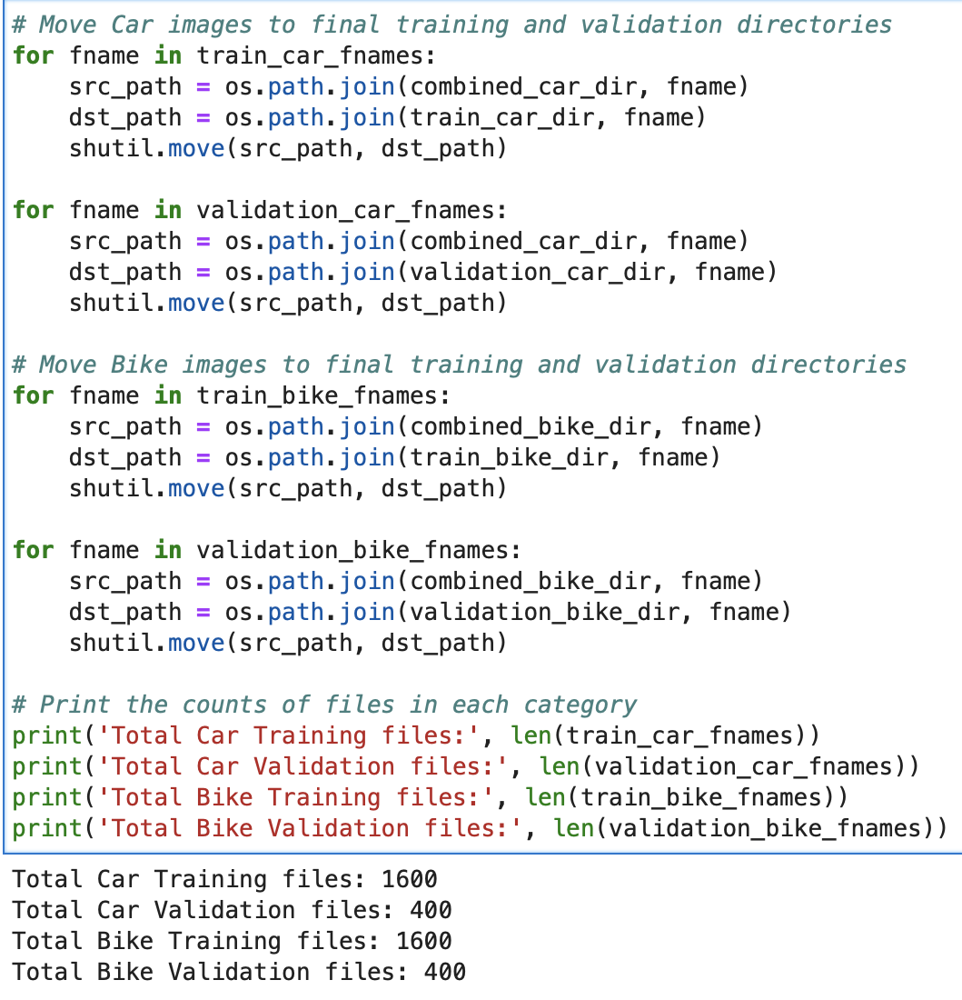 # Move Car images to final training and validation directories
for fname in train_car_fnames:
    src_path = os.path.join(combined_car_dir, fname)
    dst_path = os.path.join(train_car_dir, fname)
    shutil.move(src_path, dst_path)

for fname in validation_car_fnames:
    src_path = os.path.join(combined_car_dir, fname)
    dst_path = os.path.join(validation_car_dir, fname)
    shutil.move(src_path, dst_path)

# Move Bike images to final training and validation directories
for fname in train_bike_fnames:
    src_path = os.path.join(combined_bike_dir, fname)
    dst_path = os.path.join(train_bike_dir, fname)
    shutil.move(src_path, dst_path)

for fname in validation_bike_fnames:
    src_path = os.path.join(combined_bike_dir, fname)
    dst_path = os.path.join(validation_bike_dir, fname)
    shutil.move(src_path, dst_path)

# Print the counts of files in each category
print('Total Car Training files:', len(train_car_fnames))
print('Total Car Validation files:', len(validation_car_fnames))
print('Total Bike Training files:', len(train_bike_fnames))
print('Total Bike Validation files:', len(validation_bike_fnames))
Total Car Training files: 1600
Total Car Validation files: 400
Total Bike Training files: 1600
Total Bike Validation files: 400